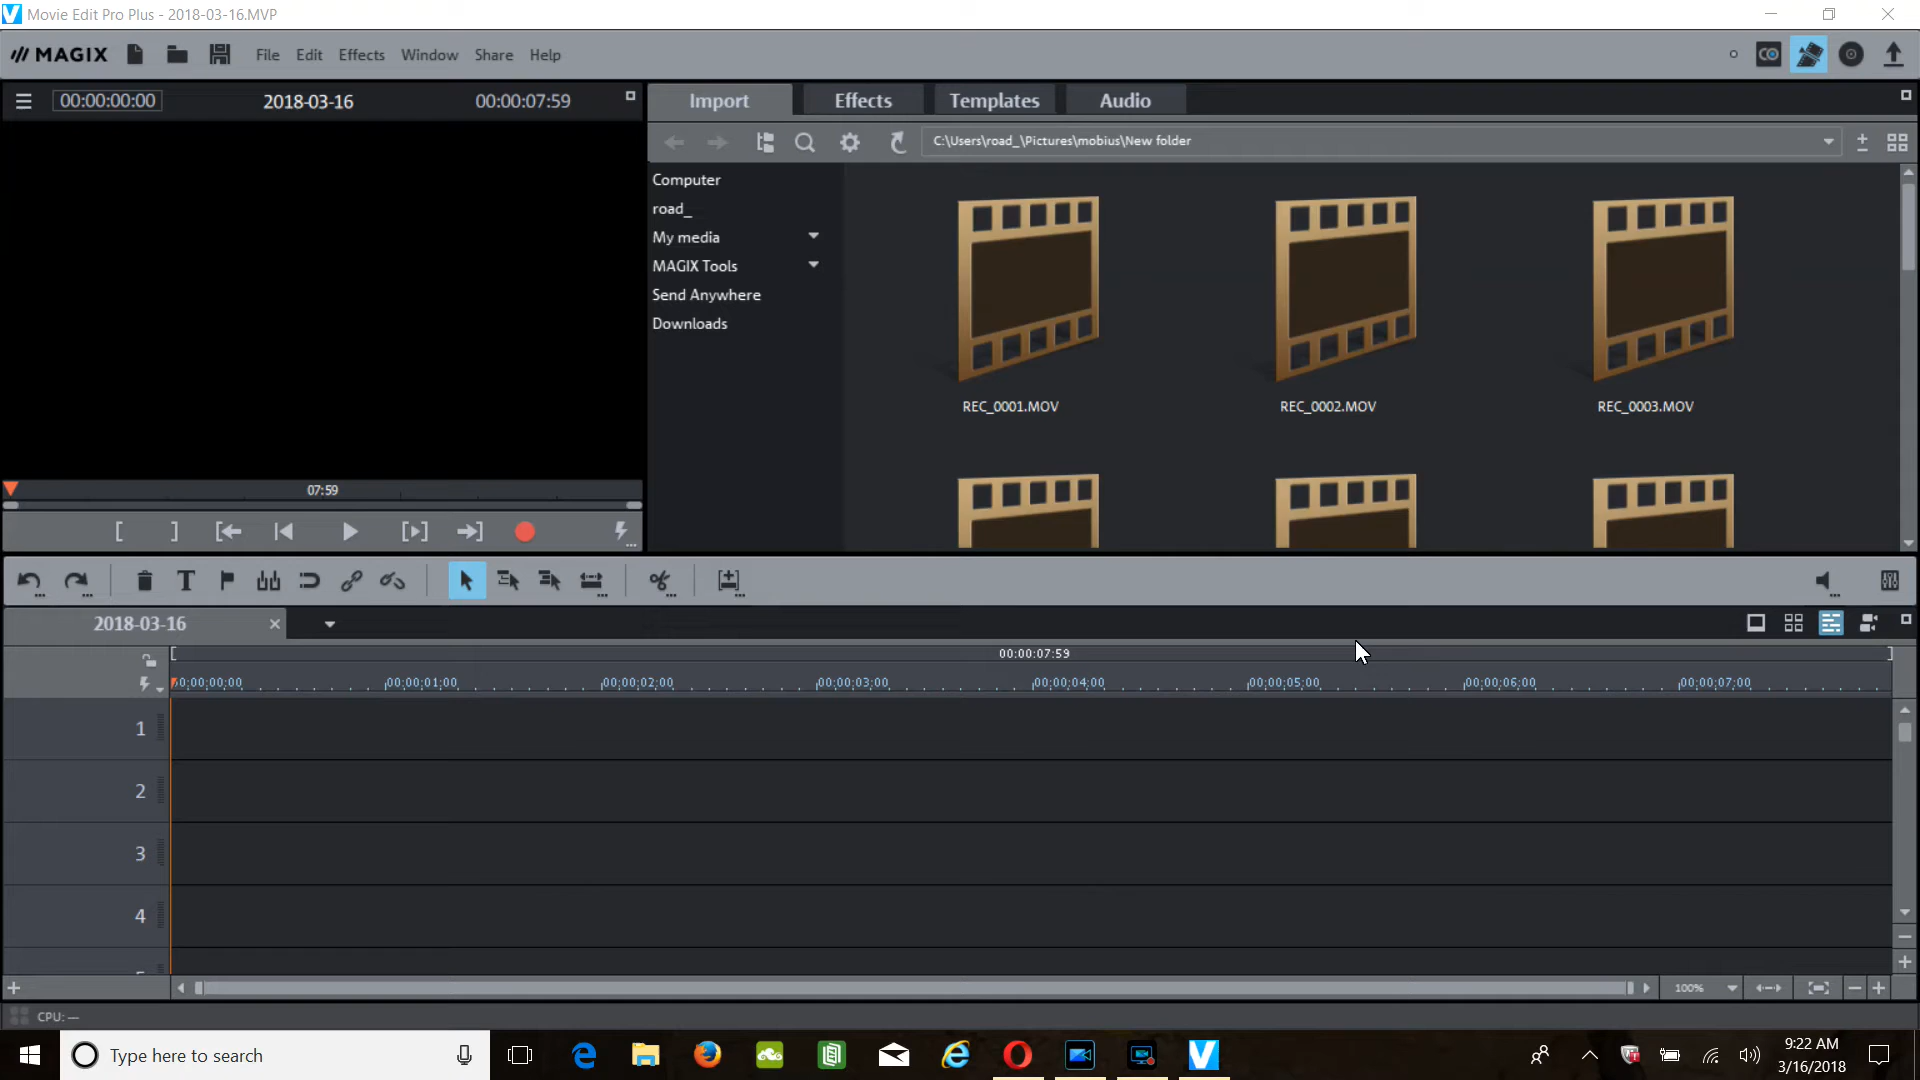 Movie Edit Pro Plus - 2018-03-16.MVP
MAGIX File Edit Effects Window Share Help
00:00:00:00 2018-03-16 00:00:07:59
Import Effects Templates Audio
C:\Users\road_\Pictures\mobius\New folder
Computer
road_
My media
MAGIX Tools
Send Anywhere
Downloads
REC_0001.MOV REC_0002.MOV REC_0003.MOV
07:59
2018-03-16
00:00:07:59
00:00:00:00 00:00:01:00 00:00:02:00 00:00:03:00 00:00:04:00 00:00:05:00 00:00:06:00 00:00:07:00
1
2
3
4
100%
CPU: —
Type here to search
9:22 AM
3/16/2018